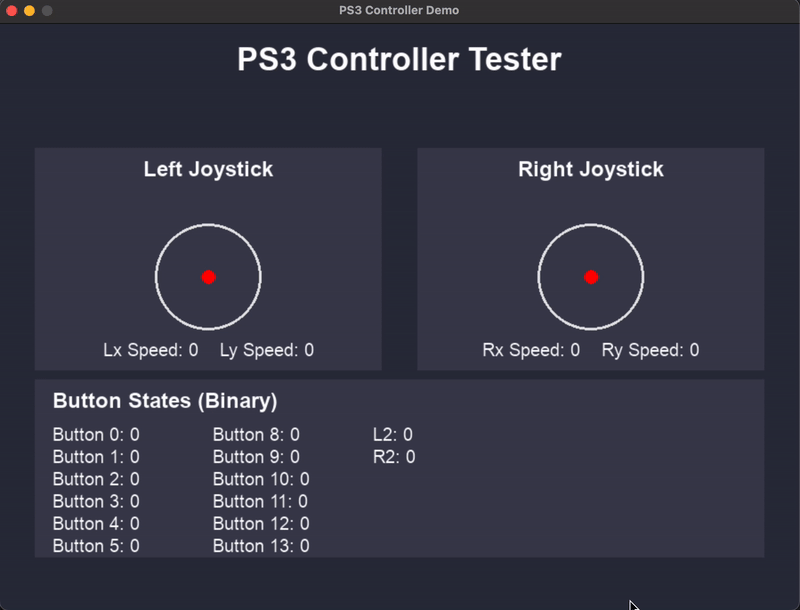 PS3 Controller Demo
PS3 Controller Tester
Left Joystick
Lx Speed: 0 Ly Speed: 0
Right Joystick
Rx Speed: 0 Ry Speed: 0
Button States (Binary)
Button 0: 0
Button 1: 0
Button 2: 0
Button 3: 0
Button 4: 0
Button 5: 0
Button 8: 0
Button 9: 0
Button 10: 0
Button 11: 0
Button 12: 0
Button 13: 0
L2: 0
R2: 0